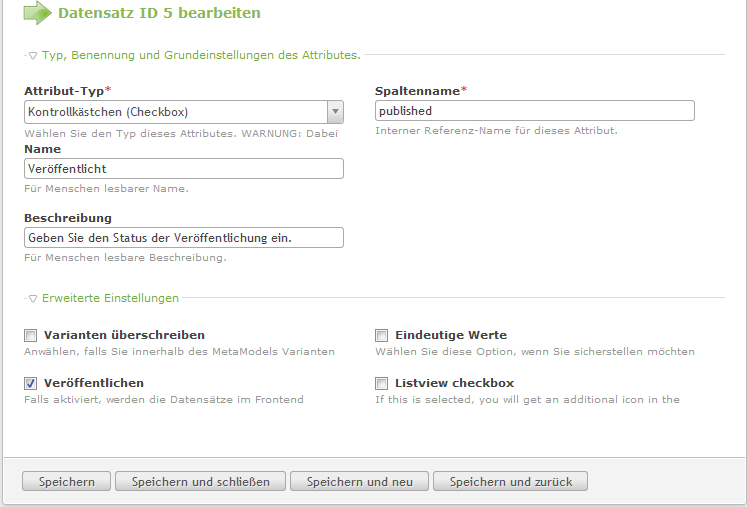 Datensatz ID 5 bearbeiten
Typ, Benennung und Grundeinstellungen des Attributes.
Attribut-Typ* Spaltenname*
Kontrollkästchen (Checkbox) published
Wählen Sie den Typ dieses Attributes. WARNUNG: Dabei Interner Referenz-Name für dieses Attribut.
Name
Veröffentlicht
Für Menschen lesbarer Name.
Beschreibung
Geben Sie den Status der Veröffentlichung ein.
Für Menschen lesbare Beschreibung.
Erweiterte Einstellungen
Varianten überschreiben Eindeutige Werte
Anwählen, falls Sie innerhalb des MetaModels Varianten Wählen Sie diese Option, wenn Sie sicherstellen möchten
Veröffentlichen Listview checkbox
Falls aktiviert, werden die Datensätze im Frontend If this is selected, you will get an additional icon in the
Speichern Speichern und schließen Speichern und neu Speichern und zurück